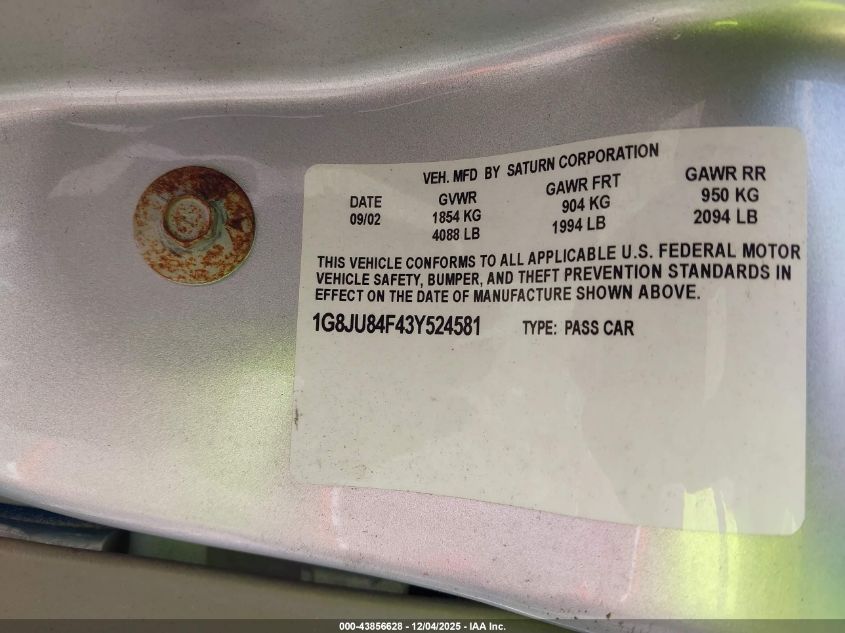 VEH. MFD BY SATURN CORPORATION
DATE GVWR GAWR FRT GAWR RR
09/02 1854 KG 904 KG 950 KG
4088 LB 1994 LB 2094 LB
THIS VEHICLE CONFORMS TO ALL APPLICABLE U.S. FEDERAL MOTOR
VEHICLE SAFETY, BUMPER, AND THEFT PREVENTION STANDARDS IN
EFFECT ON THE DATE OF MANUFACTURE SHOWN ABOVE.
1G8JU84F43Y524581 TYPE: PASS CAR
000-43856628 - 12/04/2025 - IAA Inc.